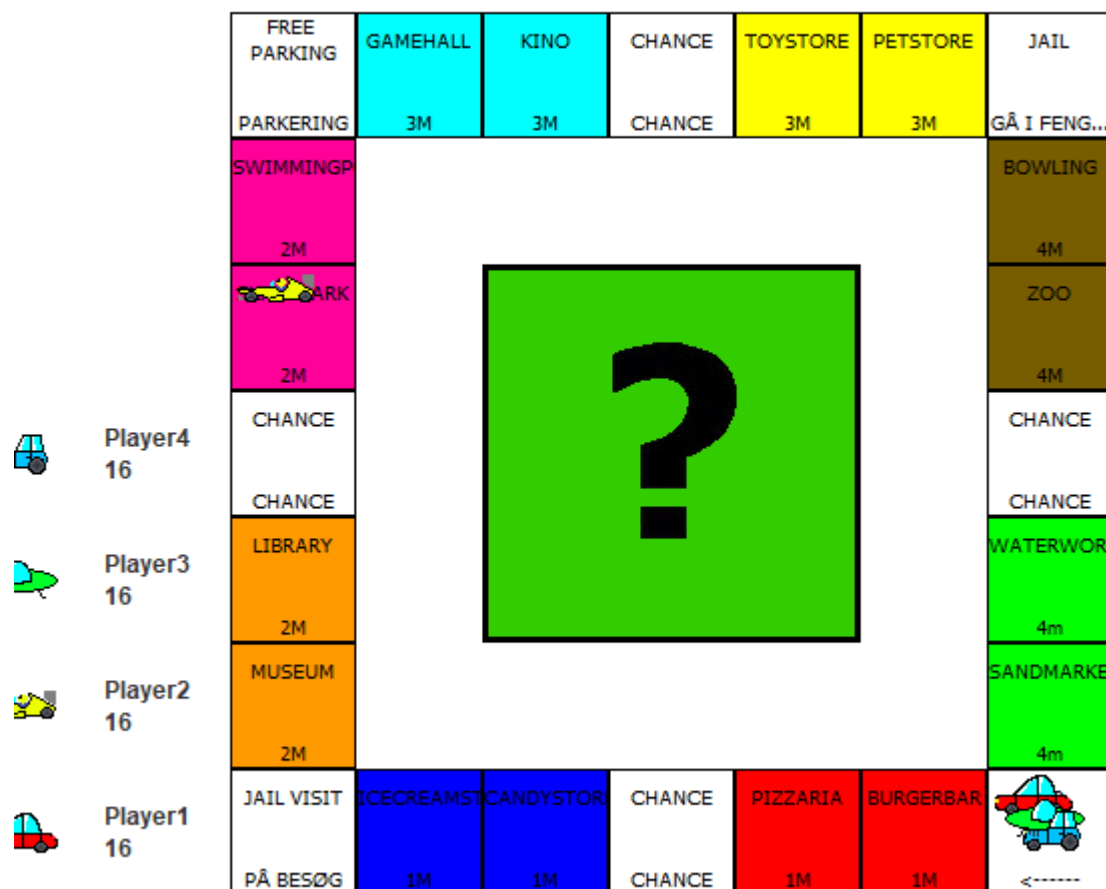 FREE
PARKING
PARKERING
GAMEHALL
3M
KINO
3M
CHANCE
CHANCE
TOYSTORE
3M
PETSTORE
3M
JAIL
GÅ I FENG...
SWIMMINGP
2M
BOWLING
4M
ARK
2M
ZOO
4M
Player4
16
CHANCE
CHANCE
?
CHANCE
CHANCE
Player3
16
LIBRARY
2M
WATERWOR
4m
Player2
16
MUSEUM
2M
SANDMARKE
4m
Player1
16
JAIL VISIT
PÅ BESØG
ICECREAMST
1M
CANDYSTOR
1M
CHANCE
CHANCE
PIZZARIA
1M
BURGERBAR
1M
<------